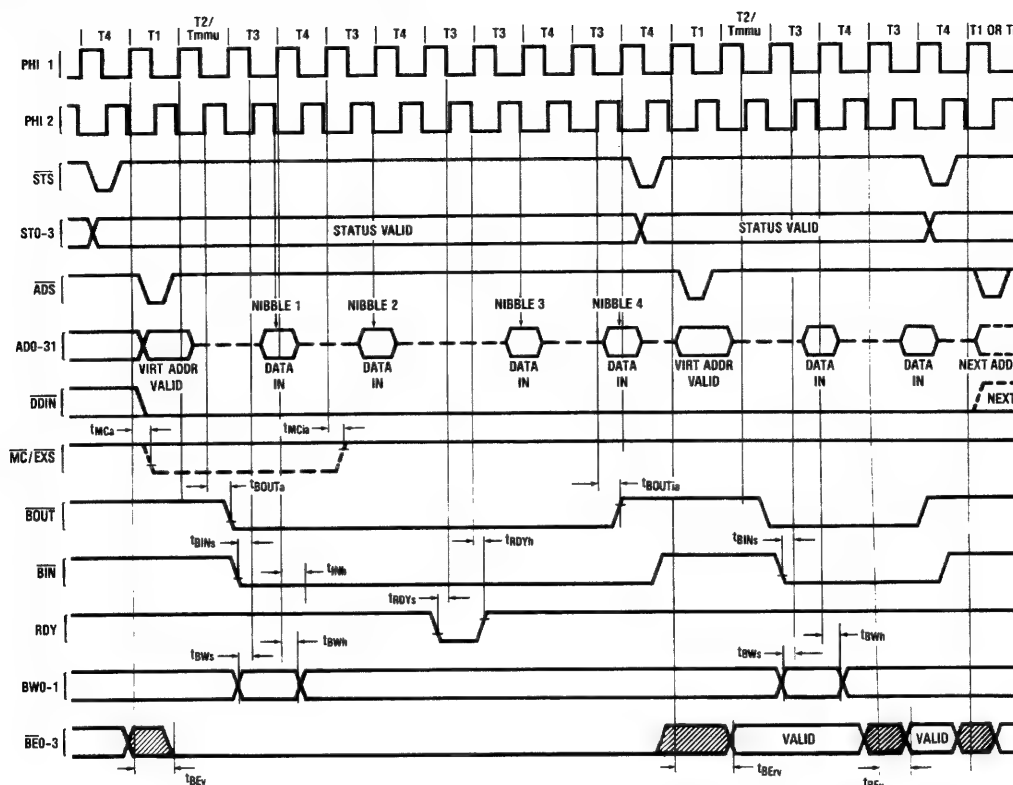 T4 T1 T2/ Tmmu T3 T4 T3 T4 T3 T4 T3 T4 T1 T2/ Tmmu T3 T4 T3 T4 T1 OR T
PHI 1
PHI 2
STS
ST0-3 STATUS VALID STATUS VALID
ADS
NIBBLE 1 NIBBLE 2 NIBBLE 3 NIBBLE 4
AD0-31
VIRT ADDR VALID DATA IN DATA IN DATA IN DATA IN VIRT ADDR VALID DATA IN DATA IN NEXT ADD
DDIN NEXT
tMCa tMCia
MC/EXS
tBOUTa tBOUTia
BOUT
tBINs tRDYh tBINs
BIN
tINh
tRDYs
RDY
tBWh tBWh
tBWs tBWs
BW0-1
BE0-3 VALID VALID
tBEv tBErv